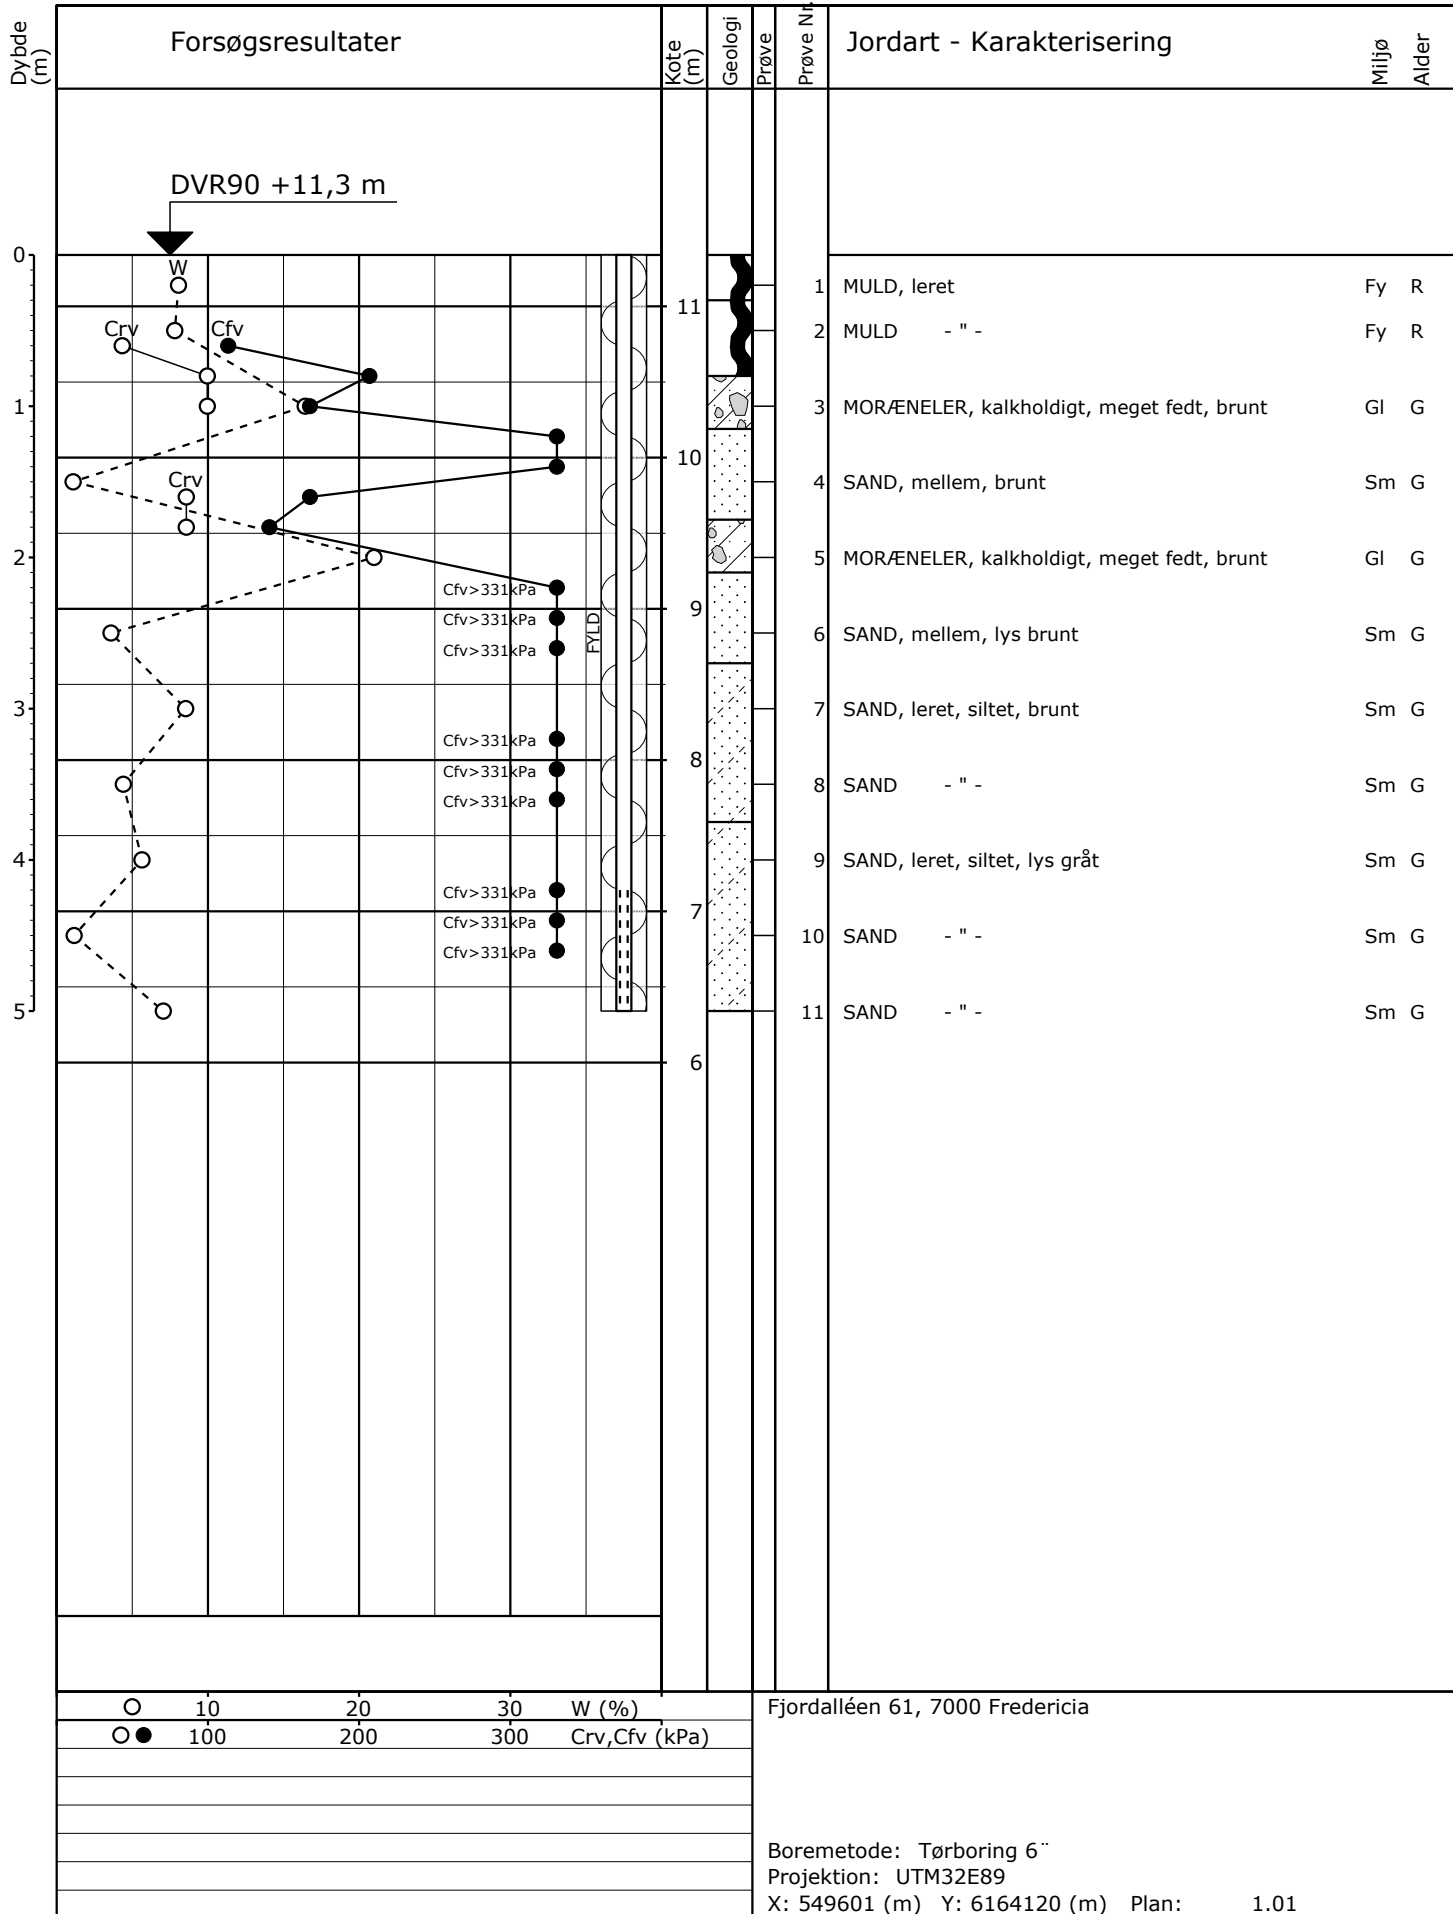 Dybde (m)
Forsøgsresultater
Kote (m)
Geologi
Prøve
Prøve Nr.
Jordart - Karakterisering
Miljø
Alder
DVR90 +11,3 m
0
W
1 MULD, leret Fy R
11
Crv Cfv
2 MULD - " - Fy R
1
3 MORÆNELER, kalkholdigt, meget fedt, brunt Gl G
10
Crv
4 SAND, mellem, brunt Sm G
2
5 MORÆNELER, kalkholdigt, meget fedt, brunt Gl G
Cfv>331kPa
9
Cfv>331kPa
FYLD
6 SAND, mellem, lys brunt Sm G
Cfv>331kPa
3
7 SAND, leret, siltet, brunt Sm G
Cfv>331kPa
8
Cfv>331kPa
8 SAND - " - Sm G
Cfv>331kPa
4
9 SAND, leret, siltet, lys gråt Sm G
Cfv>331kPa
7
Cfv>331kPa
10 SAND - " - Sm G
Cfv>331kPa
5
11 SAND - " - Sm G
6
10 20 30 W (%)
100 200 300 Crv,Cfv (kPa)
Fjordalléen 61, 7000 Fredericia
Boremetode: Tørboring 6¨
Projektion: UTM32E89
X: 549601 (m) Y: 6164120 (m) Plan: 1.01